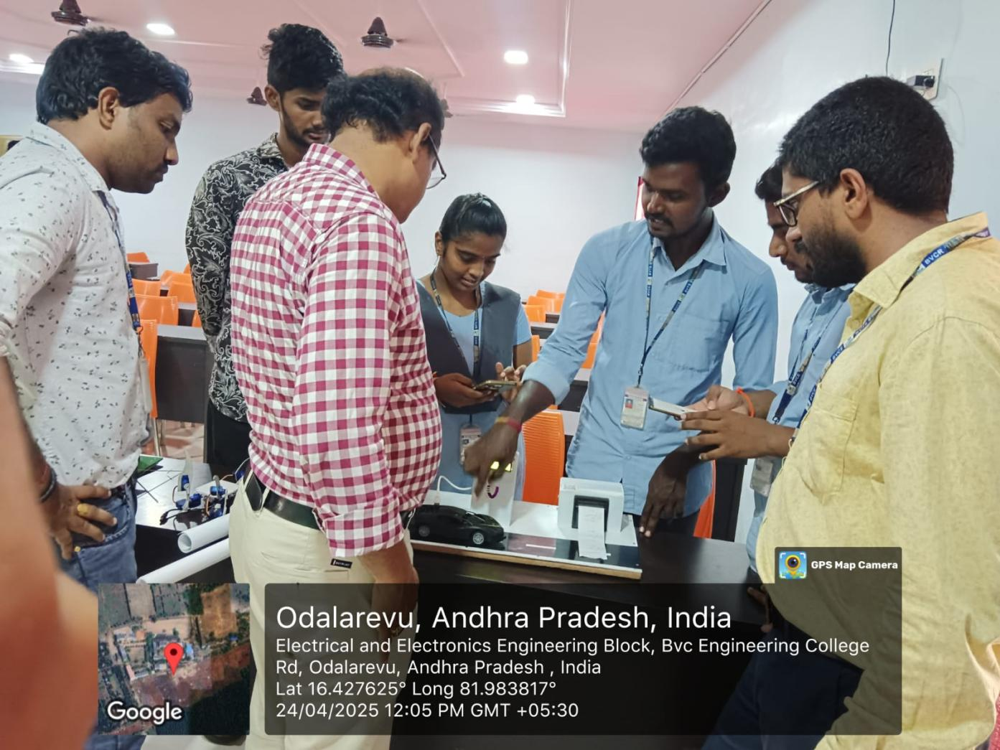 BVCR
GPS Map Camera
Odalarevu, Andhra Pradesh, India
Electrical and Electronics Engineering Block, Bvc Engineering College
Rd, Odalarevu, Andhra Pradesh , India
Lat 16.427625° Long 81.983817°
24/04/2025 12:05 PM GMT +05:30
Google